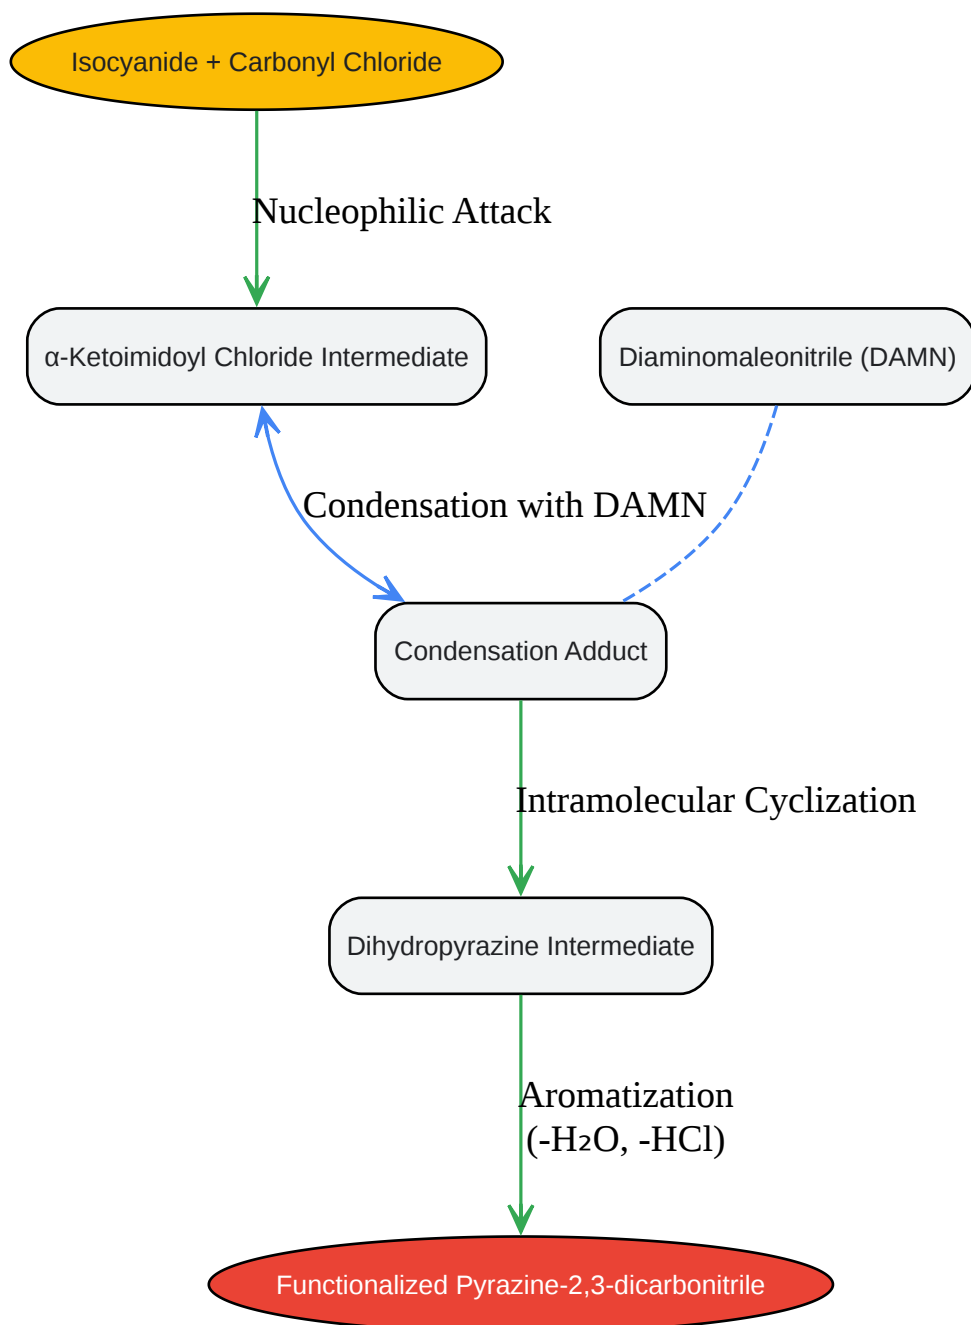 Isocyanide + Carbonyl Chloride
Nucleophilic Attack
α-Ketoimidoyl Chloride Intermediate
Diaminomaleonitrile (DAMN)
Condensation with DAMN
Condensation Adduct
Intramolecular Cyclization
Dihydropyrazine Intermediate
Aromatization
(-H₂O, -HCl)
Functionalized Pyrazine-2,3-dicarbonitrile